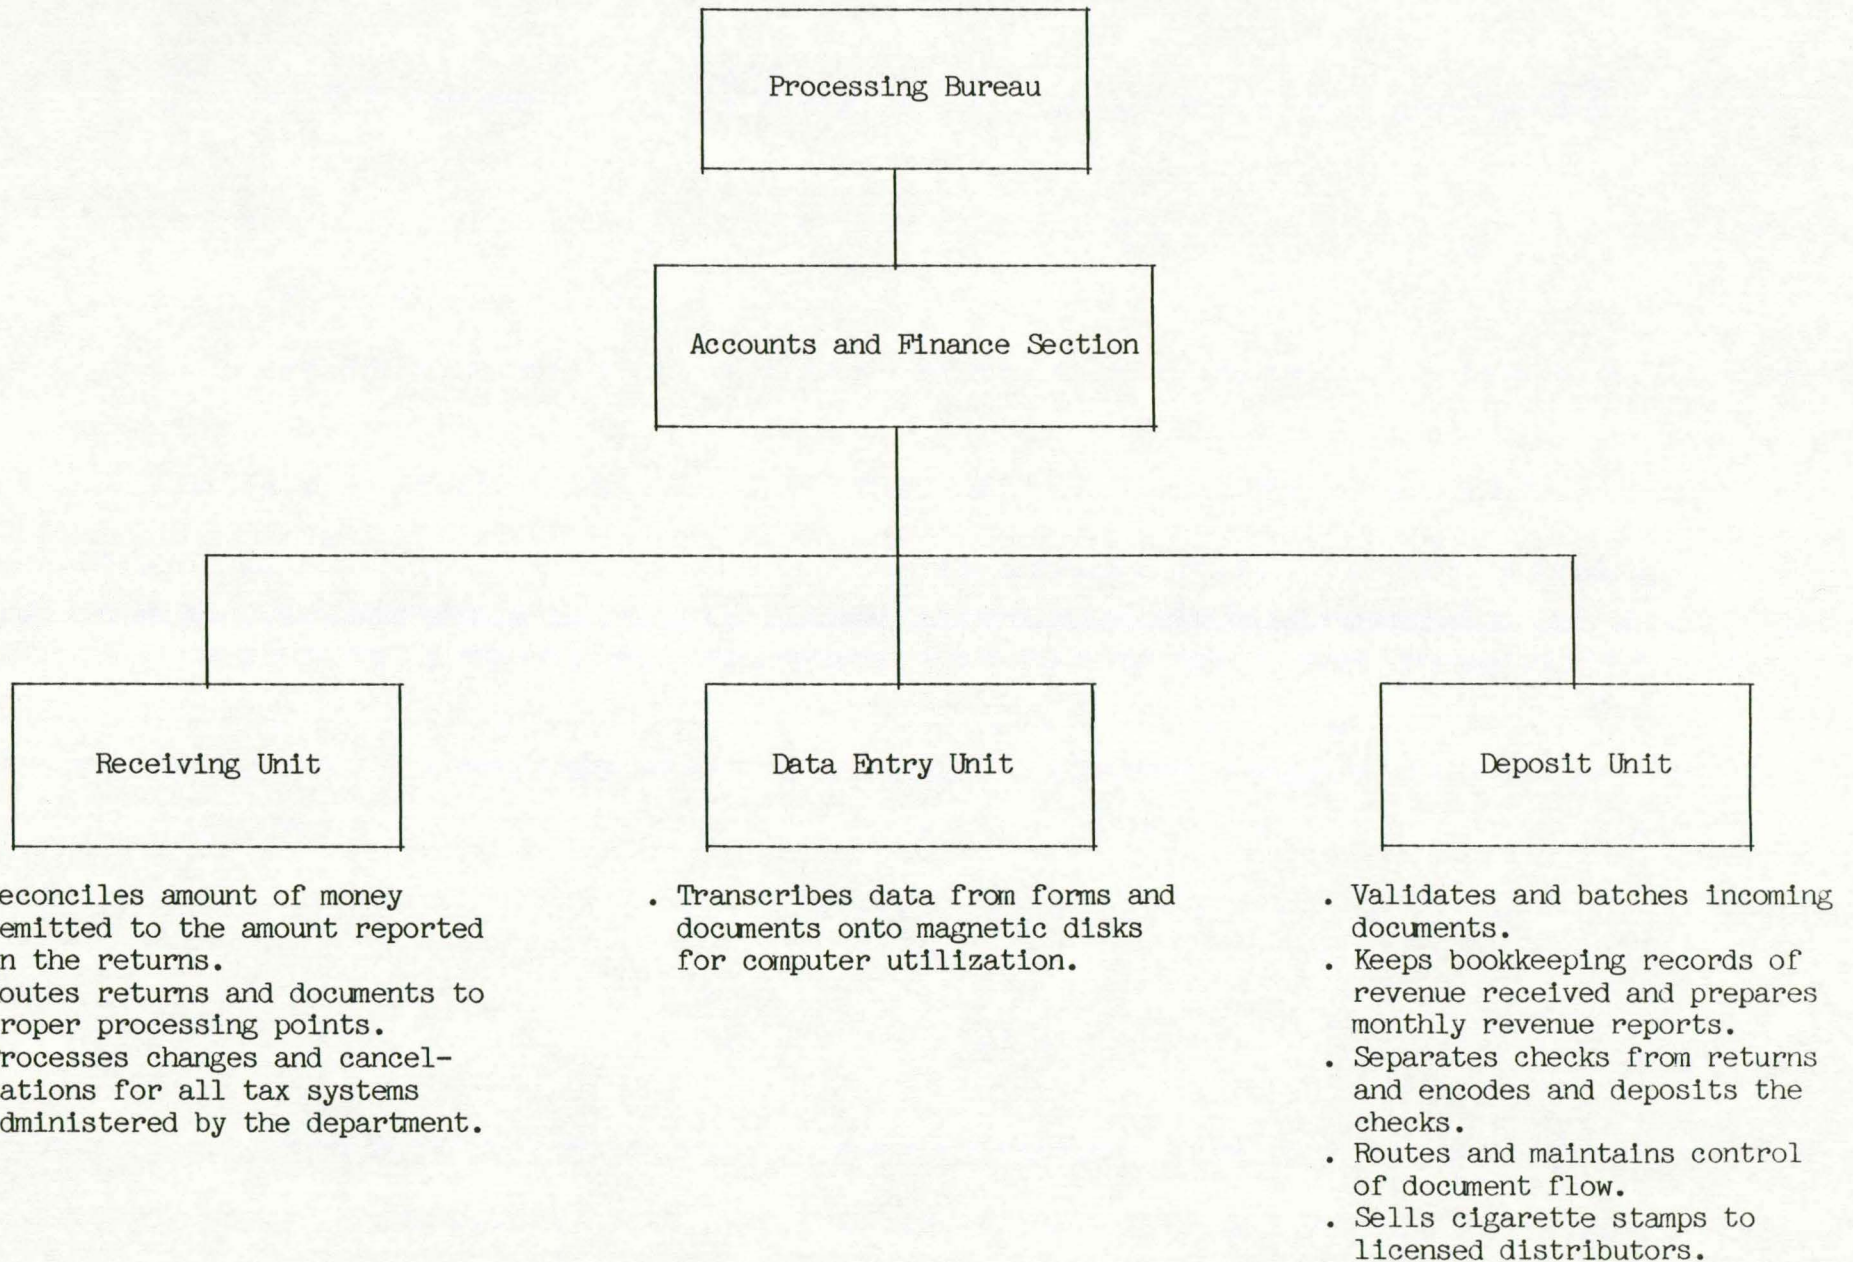 Processing Bureau
Accounts and Finance Section
Receiving Unit
econciles amount of money
emitted to the amount reported
n the returns.
outes returns and documents to
roper processing points.
rocesses changes and cancel-
ations for all tax systems
dministered by the department.
Data Entry Unit
. Transcribes data from forms and
documents onto magnetic disks
for computer utilization.
Deposit Unit
. Validates and batches incoming
documents.
. Keeps bookkeeping records of
revenue received and prepares
monthly revenue reports.
. Separates checks from returns
and encodes and deposits the
checks.
. Routes and maintains control
of document flow.
. Sells cigarette stamps to
licensed distributors.